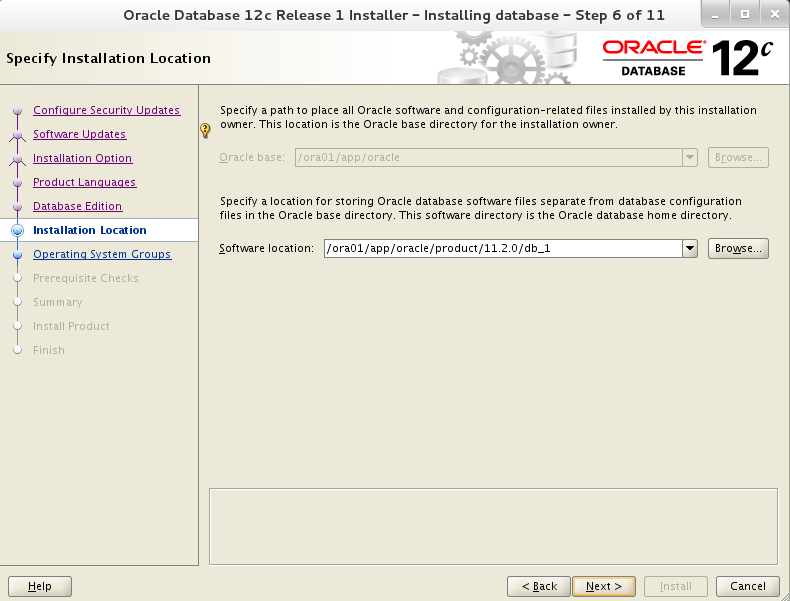 Oracle Database 12c Release 1 Installer - Installing database - Step 6 of 11
Specify Installation Location
ORACLE®
DATABASE
12c
Configure Security Updates
Software Updates
Installation Option
Product Languages
Database Edition
Installation Location
Operating System Groups
Prerequisite Checks
Summary
Install Product
Finish
Specify a path to place all Oracle software and configuration-related files installed by this installation
owner. This location is the Oracle base directory for the installation owner.
Oracle base: /ora01/app/oracle Browse...
Specify a location for storing Oracle database software files separate from database configuration
files in the Oracle base directory. This software directory is the Oracle database home directory.
Software location: /ora01/app/oracle/product/11.2.0/db_1 Browse...
Help < Back Next > Install Cancel